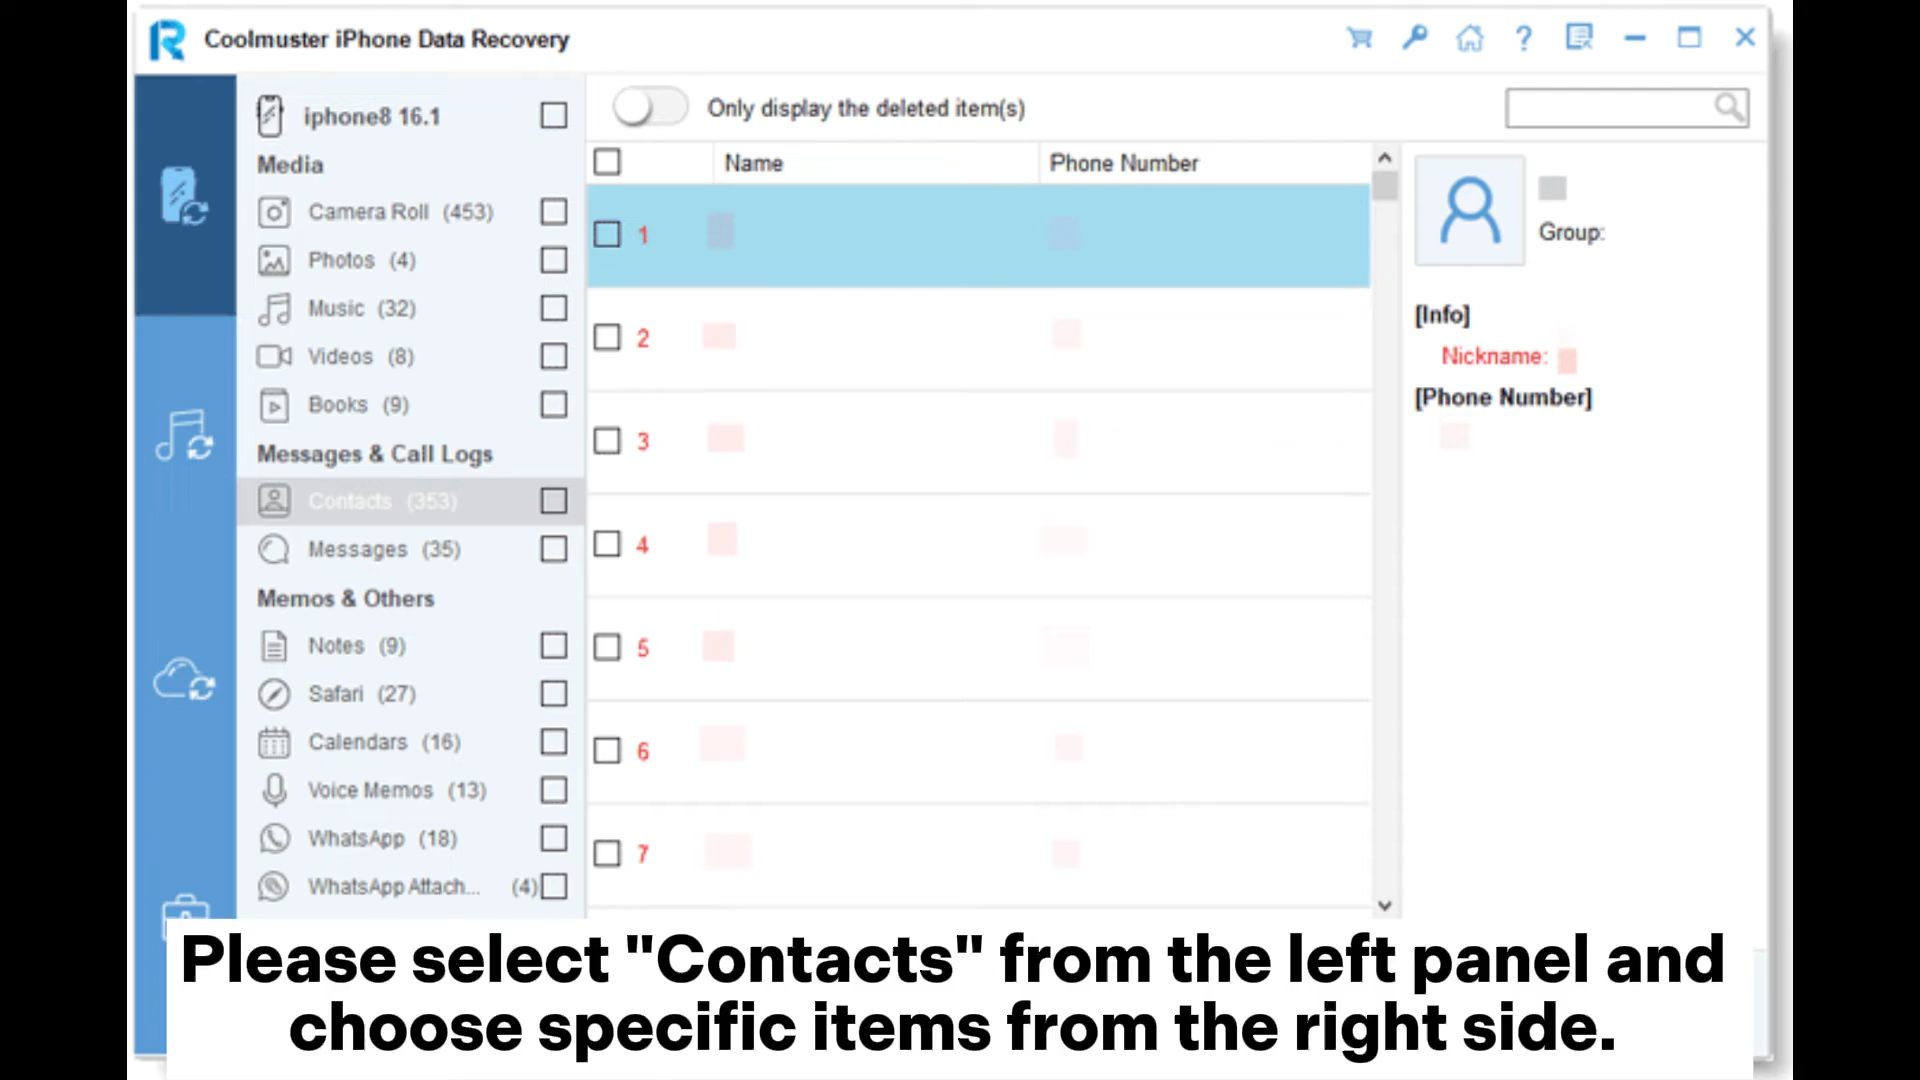 Coolmuster iPhone Data Recovery
iphone8 16.1
Media
Camera Roll (453)
Photos (4)
Music (32)
Videos (8)
Books (9)
Messages & Call Logs
Contacts (353)
Messages (35)
Memos & Others
Notes (9)
Safari (27)
Calendars (16)
Voice Memos (13)
WhatsApp (18)
WhatsApp Attach... (4)
Only display the deleted item(s)
Name Phone Number
1
2
3
4
5
6
7
Group:
[Info]
Nickname:
[Phone Number]
Please select "Contacts" from the left panel and
choose specific items from the right side.